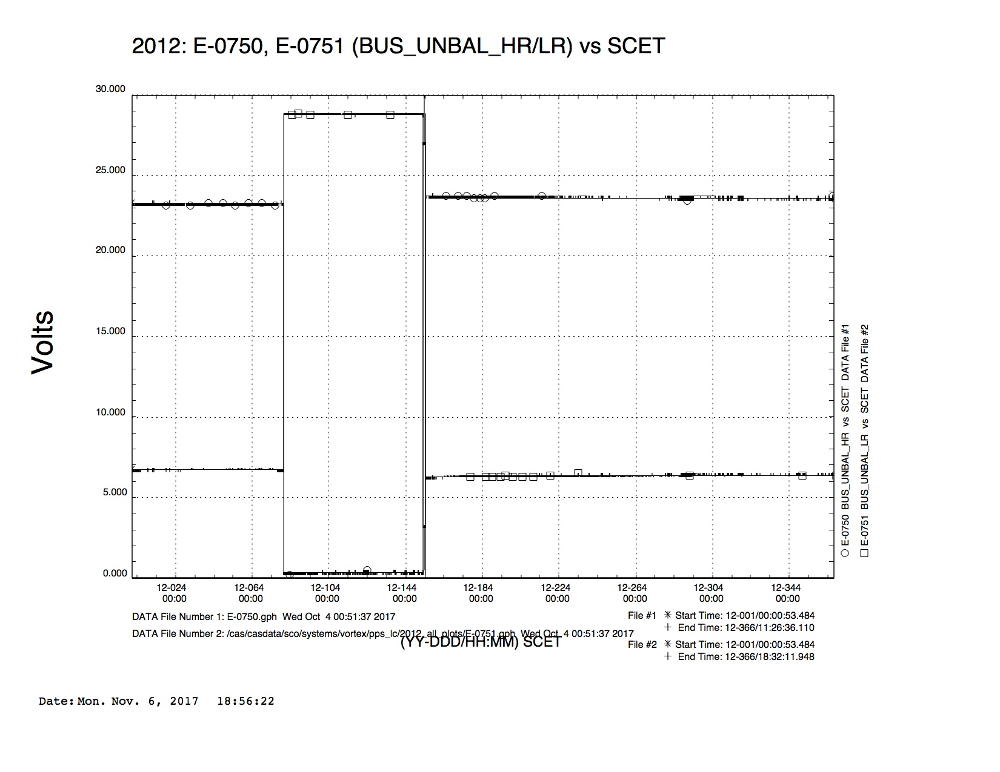 2012: E-0750, E-0751 (BUS_UNBAL_HR/LR) vs SCET
30.000
25.000
20.000
15.000
10.000
5.000
0.000
Volts
12-024 12-064 12-104 12-144 12-184 12-224 12-264 12-304 12-344
00:00 00:00 00:00 00:00 00:00 00:00 00:00 00:00 00:00
E-0750 BUS_UNBAL_HR vs SCET DATA File #1
E-0751 BUS_UNBAL_LR vs SCET DATA File #2
DATA File Number 1: E-0750.gph Wed Oct 4 00:51:37 2017
DATA File Number 2: /cas/casdata/sco/systems/vortex/pps_lc/2012_all_plots/E-0751.gph Wed Oct 4 00:51:37 2017
(YY-DDD/HH:MM) SCET
File #1 * Start Time: 12-001/00:00:53.484
+ End Time: 12-366/11:26:36.110
File #2 * Start Time: 12-001/00:00:53.484
+ End Time: 12-366/18:32:11.948
Date: Mon. Nov. 6, 2017 18:56:22